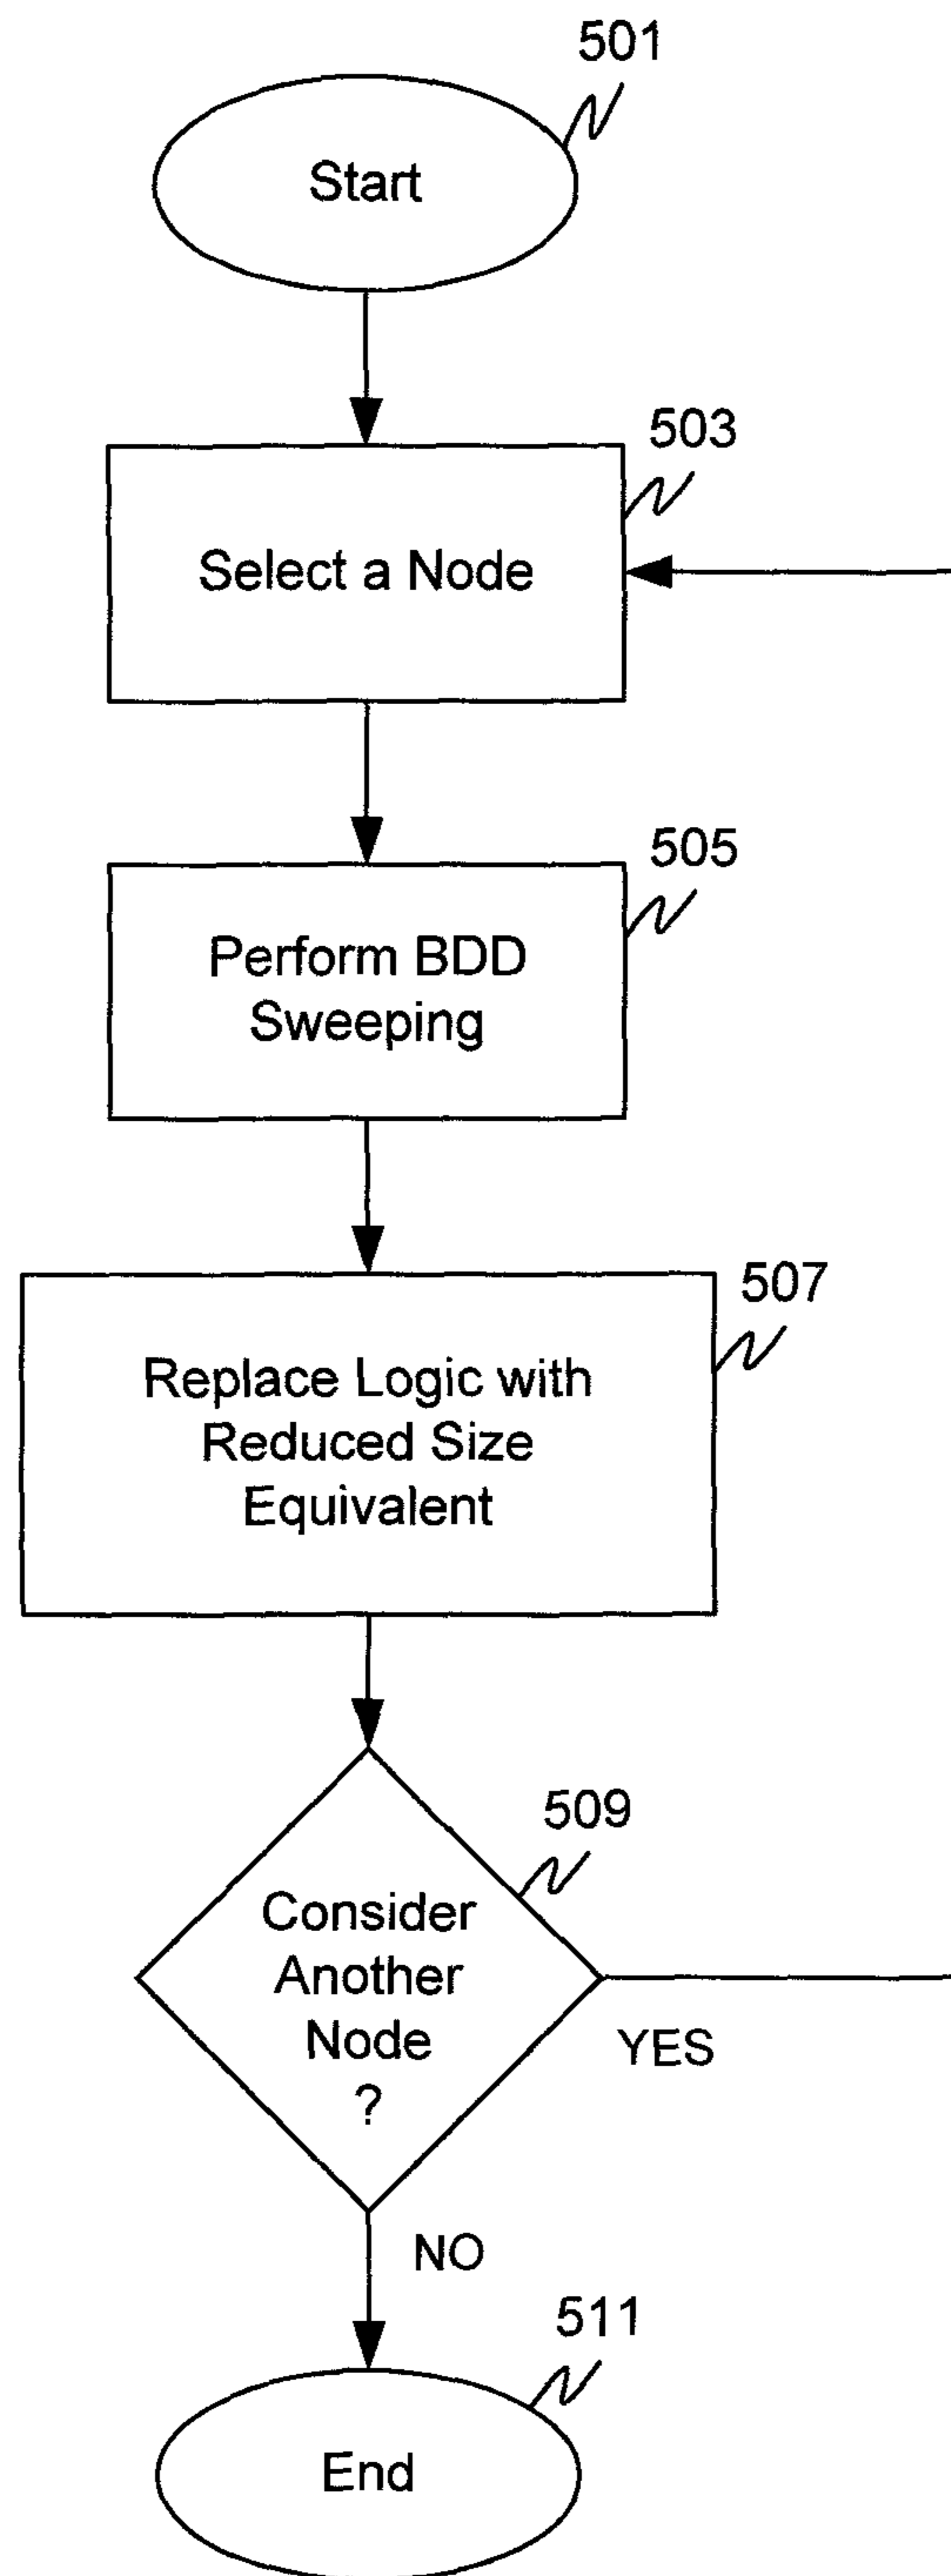 501
Start
503
Select a Node
505
Perform BDD
Sweeping
507
Replace Logic with
Reduced Size
Equivalent
509
Consider
Another
Node
?
YES
NO
511
End